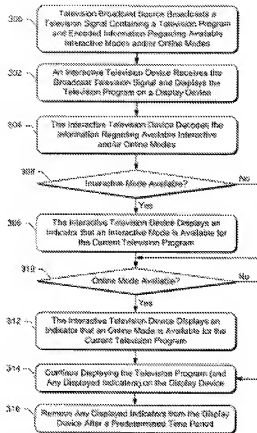 300
Television Broadcast Source Broadcasts a
Television Signal Containing a Television Program
and Encoded Information Regarding Available
Interactive Modes and/or Online Modes
302
An Interactive Television Device Receives the
Broadcast Television Signal and Displays the
Television Program on a Display Device
304
The Interactive Television Device Decodes the
Information Regarding Available Interactive
and/or Online Modes
308
Interactive Mode Available?
No
Yes
306
The Interactive Television Device Displays an
Indicator that an Interactive Mode is Available for
the Current Television Program
310
Online Mode Available?
No
Yes
312
The Interactive Television Device Displays an
Indicator that an Online Mode is Available for the
Current Television Program
314
Continue Displaying the Television Program (and
Any Displayed Indicators) on the Display Device
316
Remove Any Displayed Indicators from the Display
Device After a Predetermined Time Period